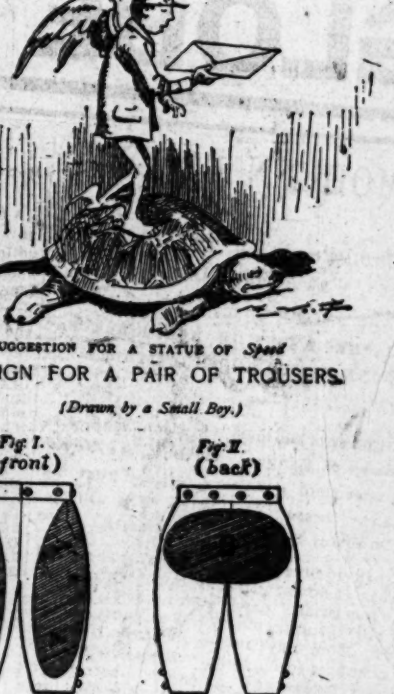 UGGESTION FOR A STATUE OF Speed
IGN FOR A PAIR OF TROUSERS.
(Drawn by a Small Boy.)
Fig. I.
front)
Fig. II.
(back)